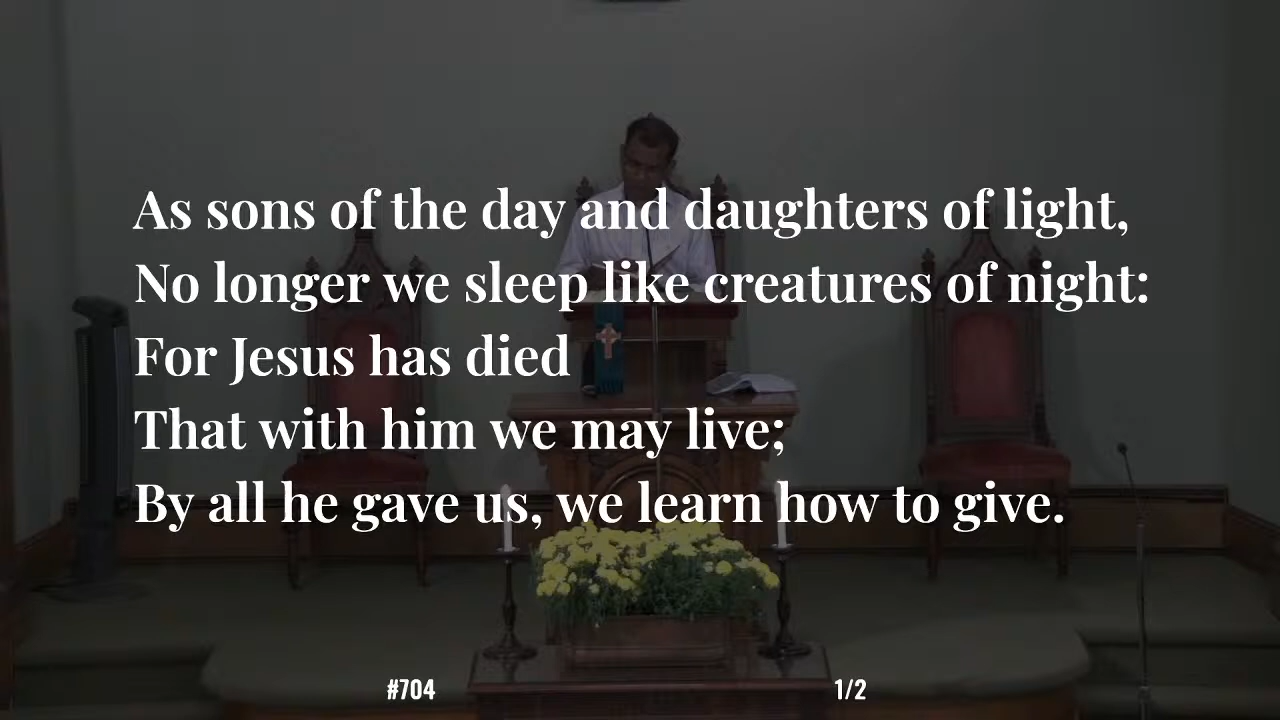 As sons of the day and daughters of light,
No longer we sleep like creatures of night:
For Jesus has died
That with him we may live;
By all he gave us, we learn how to give.
#704 1/2